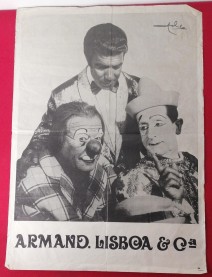 ARMAND, LISBOA & Cª